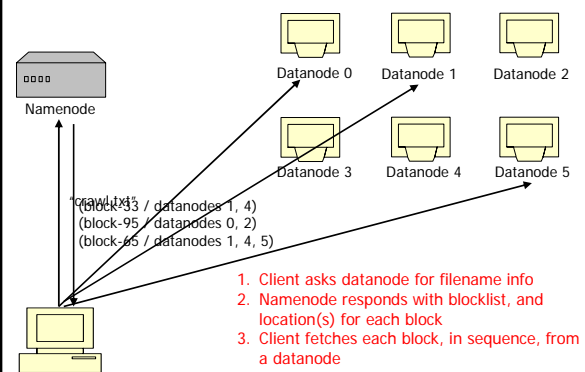 Datanode 0
Datanode 1
Datanode 2
Namenode
Datanode 3
Datanode 4
Datanode 5
"crawl.txt"
(block-33 / datanodes 1, 4)
(block-95 / datanodes 0, 2)
(block-65 / datanodes 1, 4, 5)
1. Client asks datanode for filename info
2. Namenode responds with blocklist, and
location(s) for each block
3. Client fetches each block, in sequence, from
a datanode